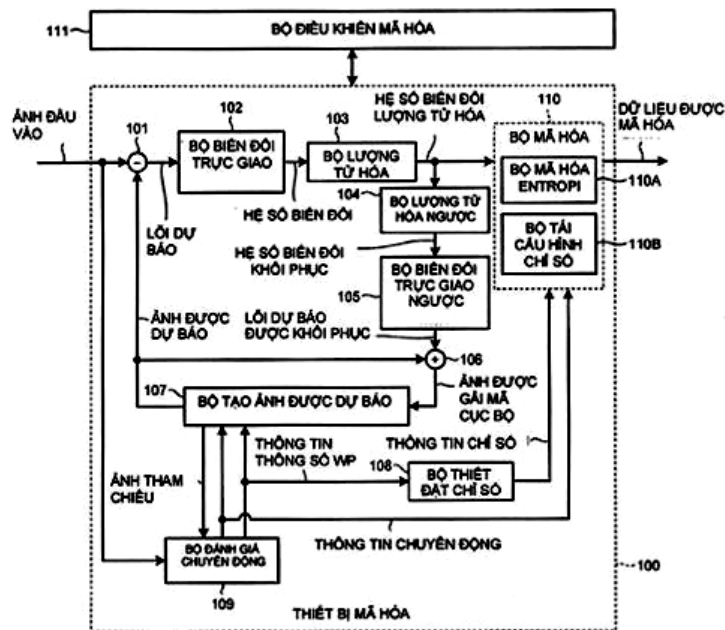 111
BỘ ĐIỀU KHIÊN MÃ HÓA
ẢNH ĐẦU
VÀO
101
102
BỘ BIẾN ĐỔI
TRỰC GIAO
103
BỘ LƯỢNG
TỬ HÓA
HỆ SỐ BIẾN ĐỔI
LƯỢNG TỬ HÓA
110
BỘ MÃ HÓA
DỮ LIỆU ĐƯỢC
MÃ HÓA
BỘ MÃ HÓA
ENTROPI
110A
BỘ TÁI
CẤU HÌNH
CHỈ SỐ
110B
LỖI DỰ
BÁO
HỆ SỐ BIẾN ĐỔI
104
BỘ LƯỢNG TỬ
HÓA NGƯỢC
HỆ SỐ BIẾN ĐỔI
KHÔI PHỤC
105
BỘ BIẾN ĐỔI
TRỰC GIAO
NGƯỢC
ẢNH ĐƯỢC
DỰ BÁO
LỖI DỰ BÁO
ĐƯỢC KHÔI PHỤC
106
107
BỘ TẠO ẢNH ĐƯỢC DỰ BÁO
ẢNH ĐƯỢC
GẢI MÃ
CỤC BỘ
THÔNG TIN
THÔNG SỐ WP
THÔNG TIN CHỈ SỐ
108
BỘ THIẾT
ĐẶT CHỈ SỐ
ẢNH THAM
CHIẾU
BỘ ĐÁNH GIÁ
CHUYỂN ĐỘNG
109
THÔNG TIN CHUYỂN ĐỘNG
100
THIẾT BỊ MÃ HÓA